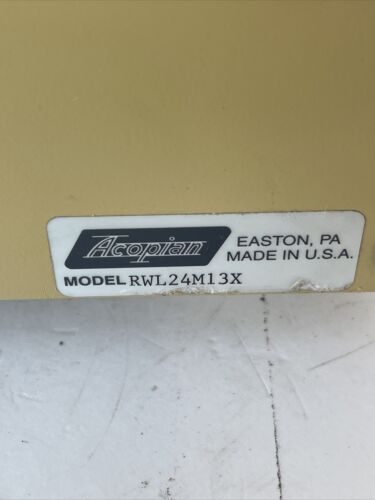 Acopian
EASTON, PA
MADE IN U.S.A.
MODEL RWL24M13X